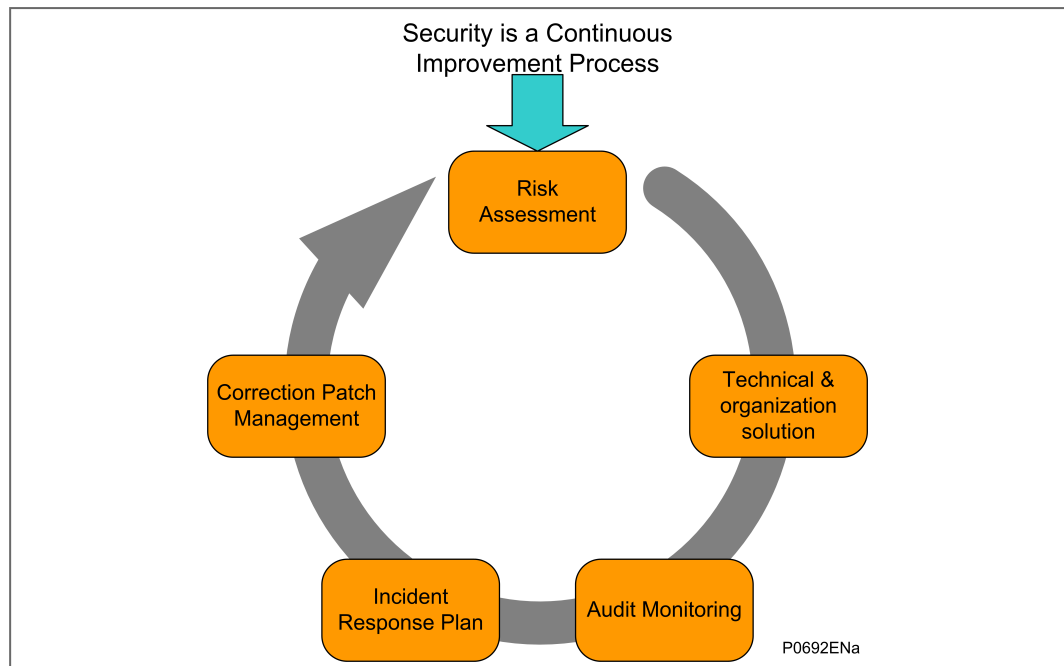 Security is a Continuous
Improvement Process
Risk
Assessment
Technical &
organization
solution
Audit Monitoring
Incident
Response Plan
Correction Patch
Management
P0692ENa